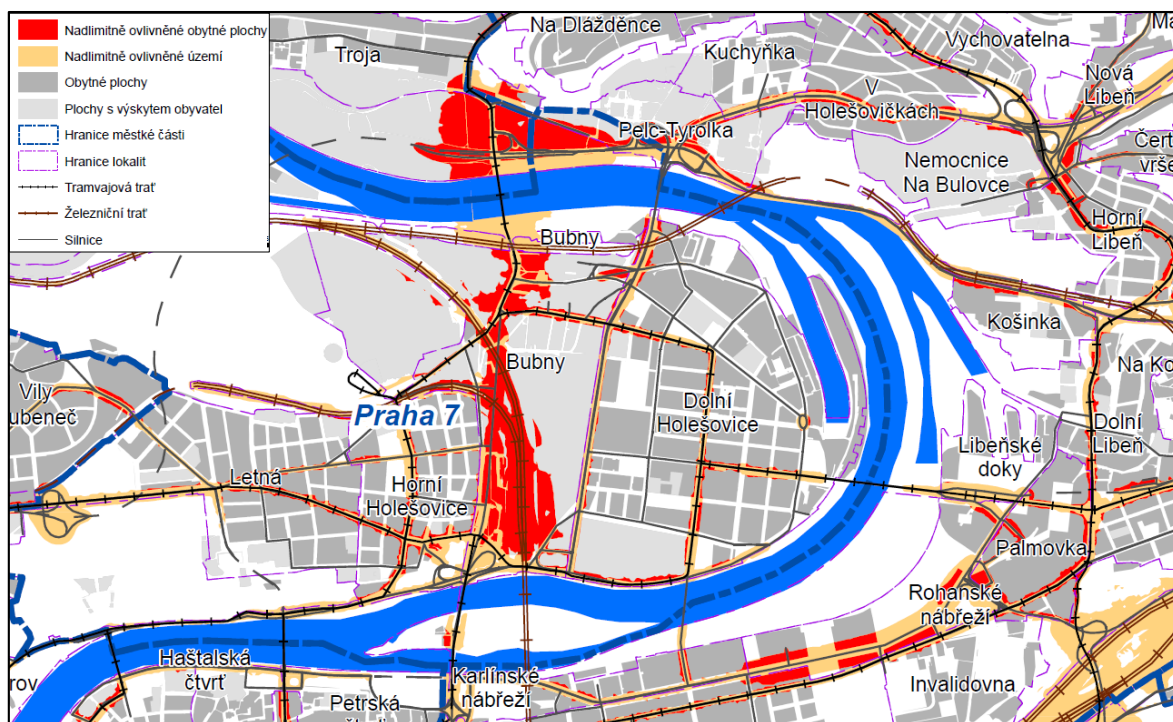 Nadlimitně ovlivněné obytné plochy
Nadlimitně ovlivněné území
Obytné plochy
Plochy s výskytem obyvatel
Hranice městké části
Hranice lokalit
Tramvajová trať
Železniční trať
Silnice
Na Dlážděnce
Troja
Kuchyňka
Vychovatelna
Nová
Libeň
V
Holešovičkách
Pelc-Tyrolka
Nemocnice
Na Bulovce
Čert
vrše
Horní
Libeň
Bubny
Košinka
Bubny
Na Ko
Vily
ubeneč
Praha 7
Dolní
Holešovice
Dolní
Libeň
Libeňské
doky
Letná
Horní
Holešovice
Palmovka
Rohanské
nábřeží
Haštalská
čtvrť
Karlínské
nábřeží
Invalidovna
rov
Petrská